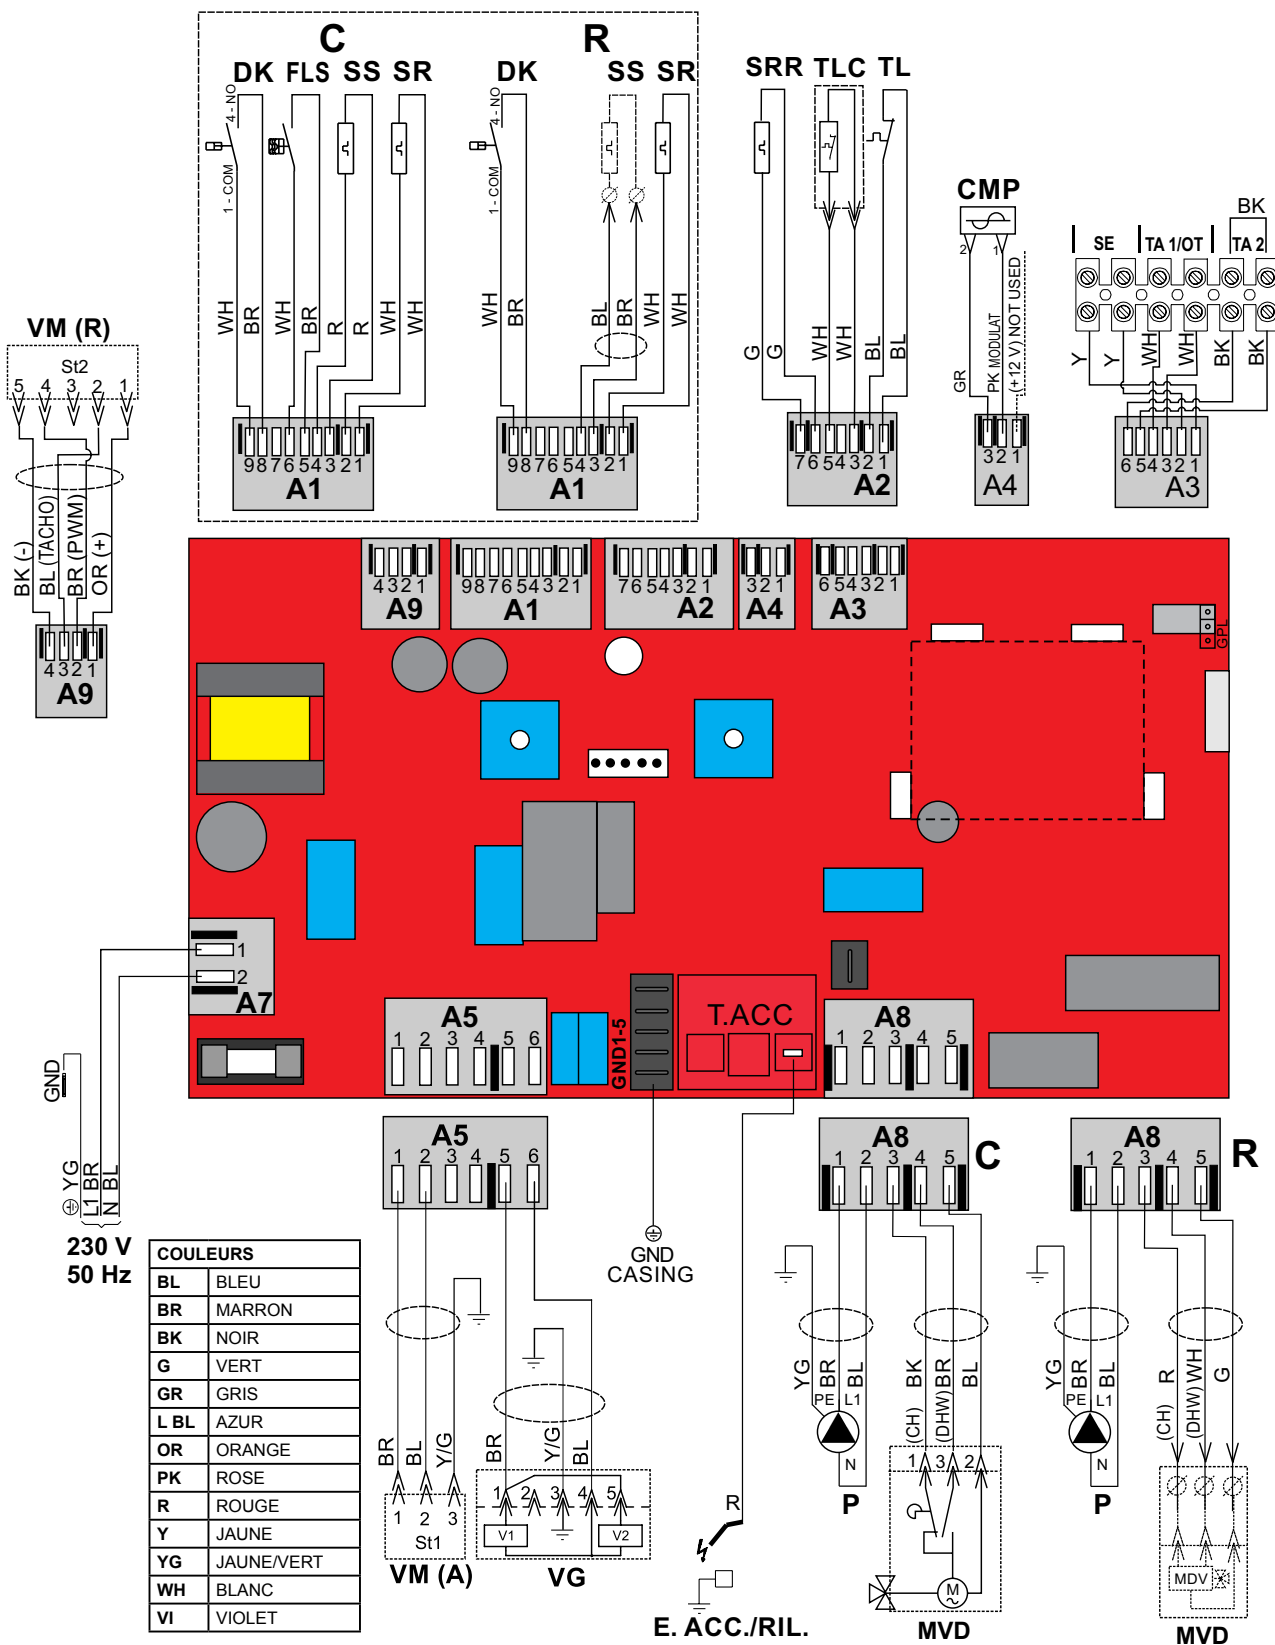 C
R
DK FLS SS SR
DK
SS SR
SRR TLC TL
4 - NO
1 - COM
4 - NO
1 - COM
CMP
2 1
BK
SE TA 1/OT TA 2
WH BR WH BR R R WH WH
WH BR BL BR WH WH
G G WH WH BL BL
GR PK MODULAT (+12 V) NOT USED
Y Y WH WH BK BK
9 8 7 6 5 4 3 2 1
A1
9 8 7 6 5 4 3 2 1
A1
7 6 5 4 3 2 1
A2
3 2 1
A4
6 5 4 3 2 1
A3
VM (R)
St2
5 4 3 2 1
BK (-) BL (TACHO) BR (PWM) OR (+)
4 3 2 1
A9
4 3 2 1
A9
9 8 7 6 5 4 3 2 1
A1
7 6 5 4 3 2 1
A2
3 2 1
A4
6 5 4 3 2 1
A3
GPL
1
2
A7
A5
1 2 3 4 5 6
GND1-5
T.ACC
A8
1 2 3 4 5
GND
YG
L1 BR
N BL
230 V
50 Hz
A5
1 2 3 4 5 6
GND
CASING
A8
1 2 3 4 5
C
A8
1 2 3 4 5
R
COULEURS
BL BLEU
BR MARRON
BK NOIR
G VERT
GR GRIS
L BL AZUR
OR ORANGE
PK ROSE
R ROUGE
Y JAUNE
YG JAUNE/VERT
WH BLANC
VI VIOLET
BR BL Y/G
1 2 3
St1
VM (A)
BR Y/G BL
1 2 3 4 5
V1 V2
VG
R
E. ACC./RIL.
YG BR BL
PE L1
N
P
(CH) BK
(DHW) BR
BL
1 3 2
M
MVD
YG BR BL
PE L1
N
P
(CH) R
(DHW) WH
G
MDV
MVD